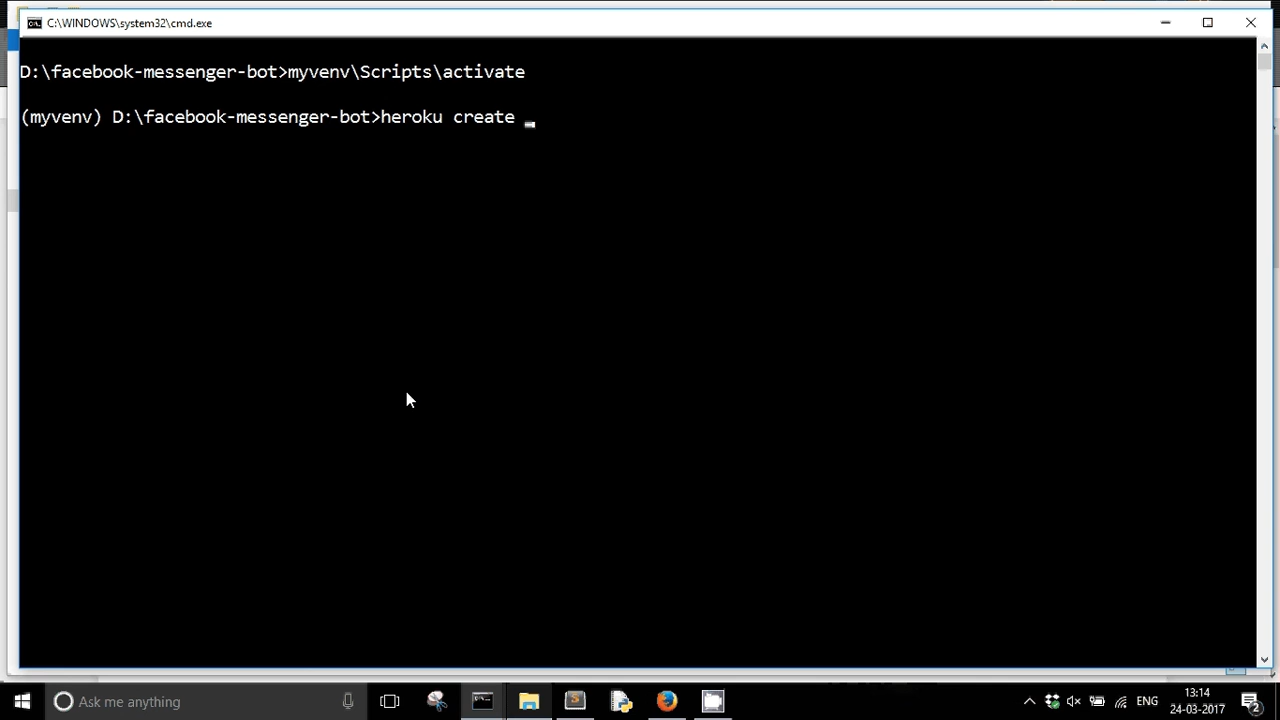 C:\WINDOWS\system32\cmd.exe
D:\facebook-messenger-bot>myvenv\Scripts\activate
(myvenv) D:\facebook-messenger-bot>heroku create
Ask me anything
ENG
13:14
24-03-2017
2